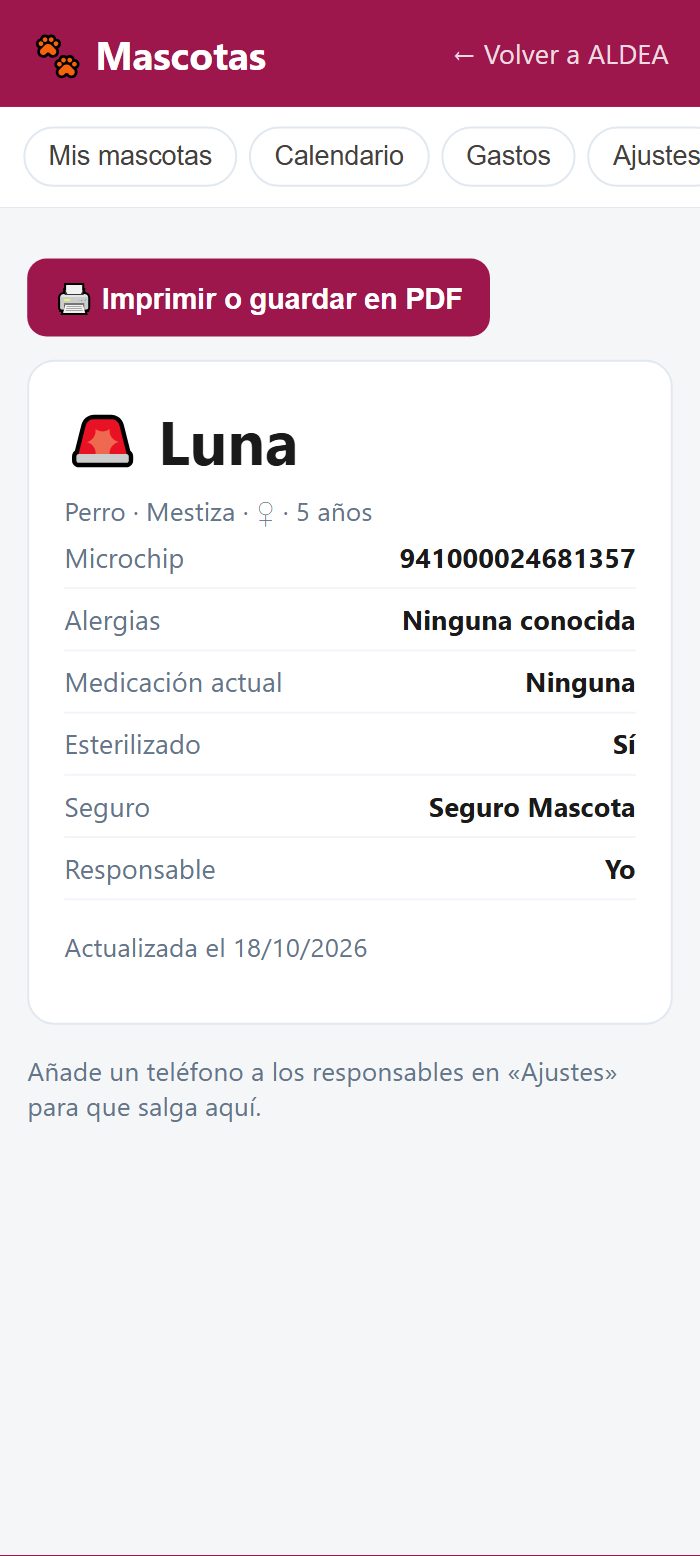 Mascotas
← Volver a ALDEA
Mis mascotas
Calendario
Gastos
Ajustes
Imprimir o guardar en PDF
Luna
Perro · Mestiza · ♀ · 5 años
Microchip 941000024681357
Alergias Ninguna conocida
Medicación actual Ninguna
Esterilizado Sí
Seguro Seguro Mascota
Responsable Yo
Actualizada el 18/10/2026
Añade un teléfono a los responsables en «Ajustes»
para que salga aquí.